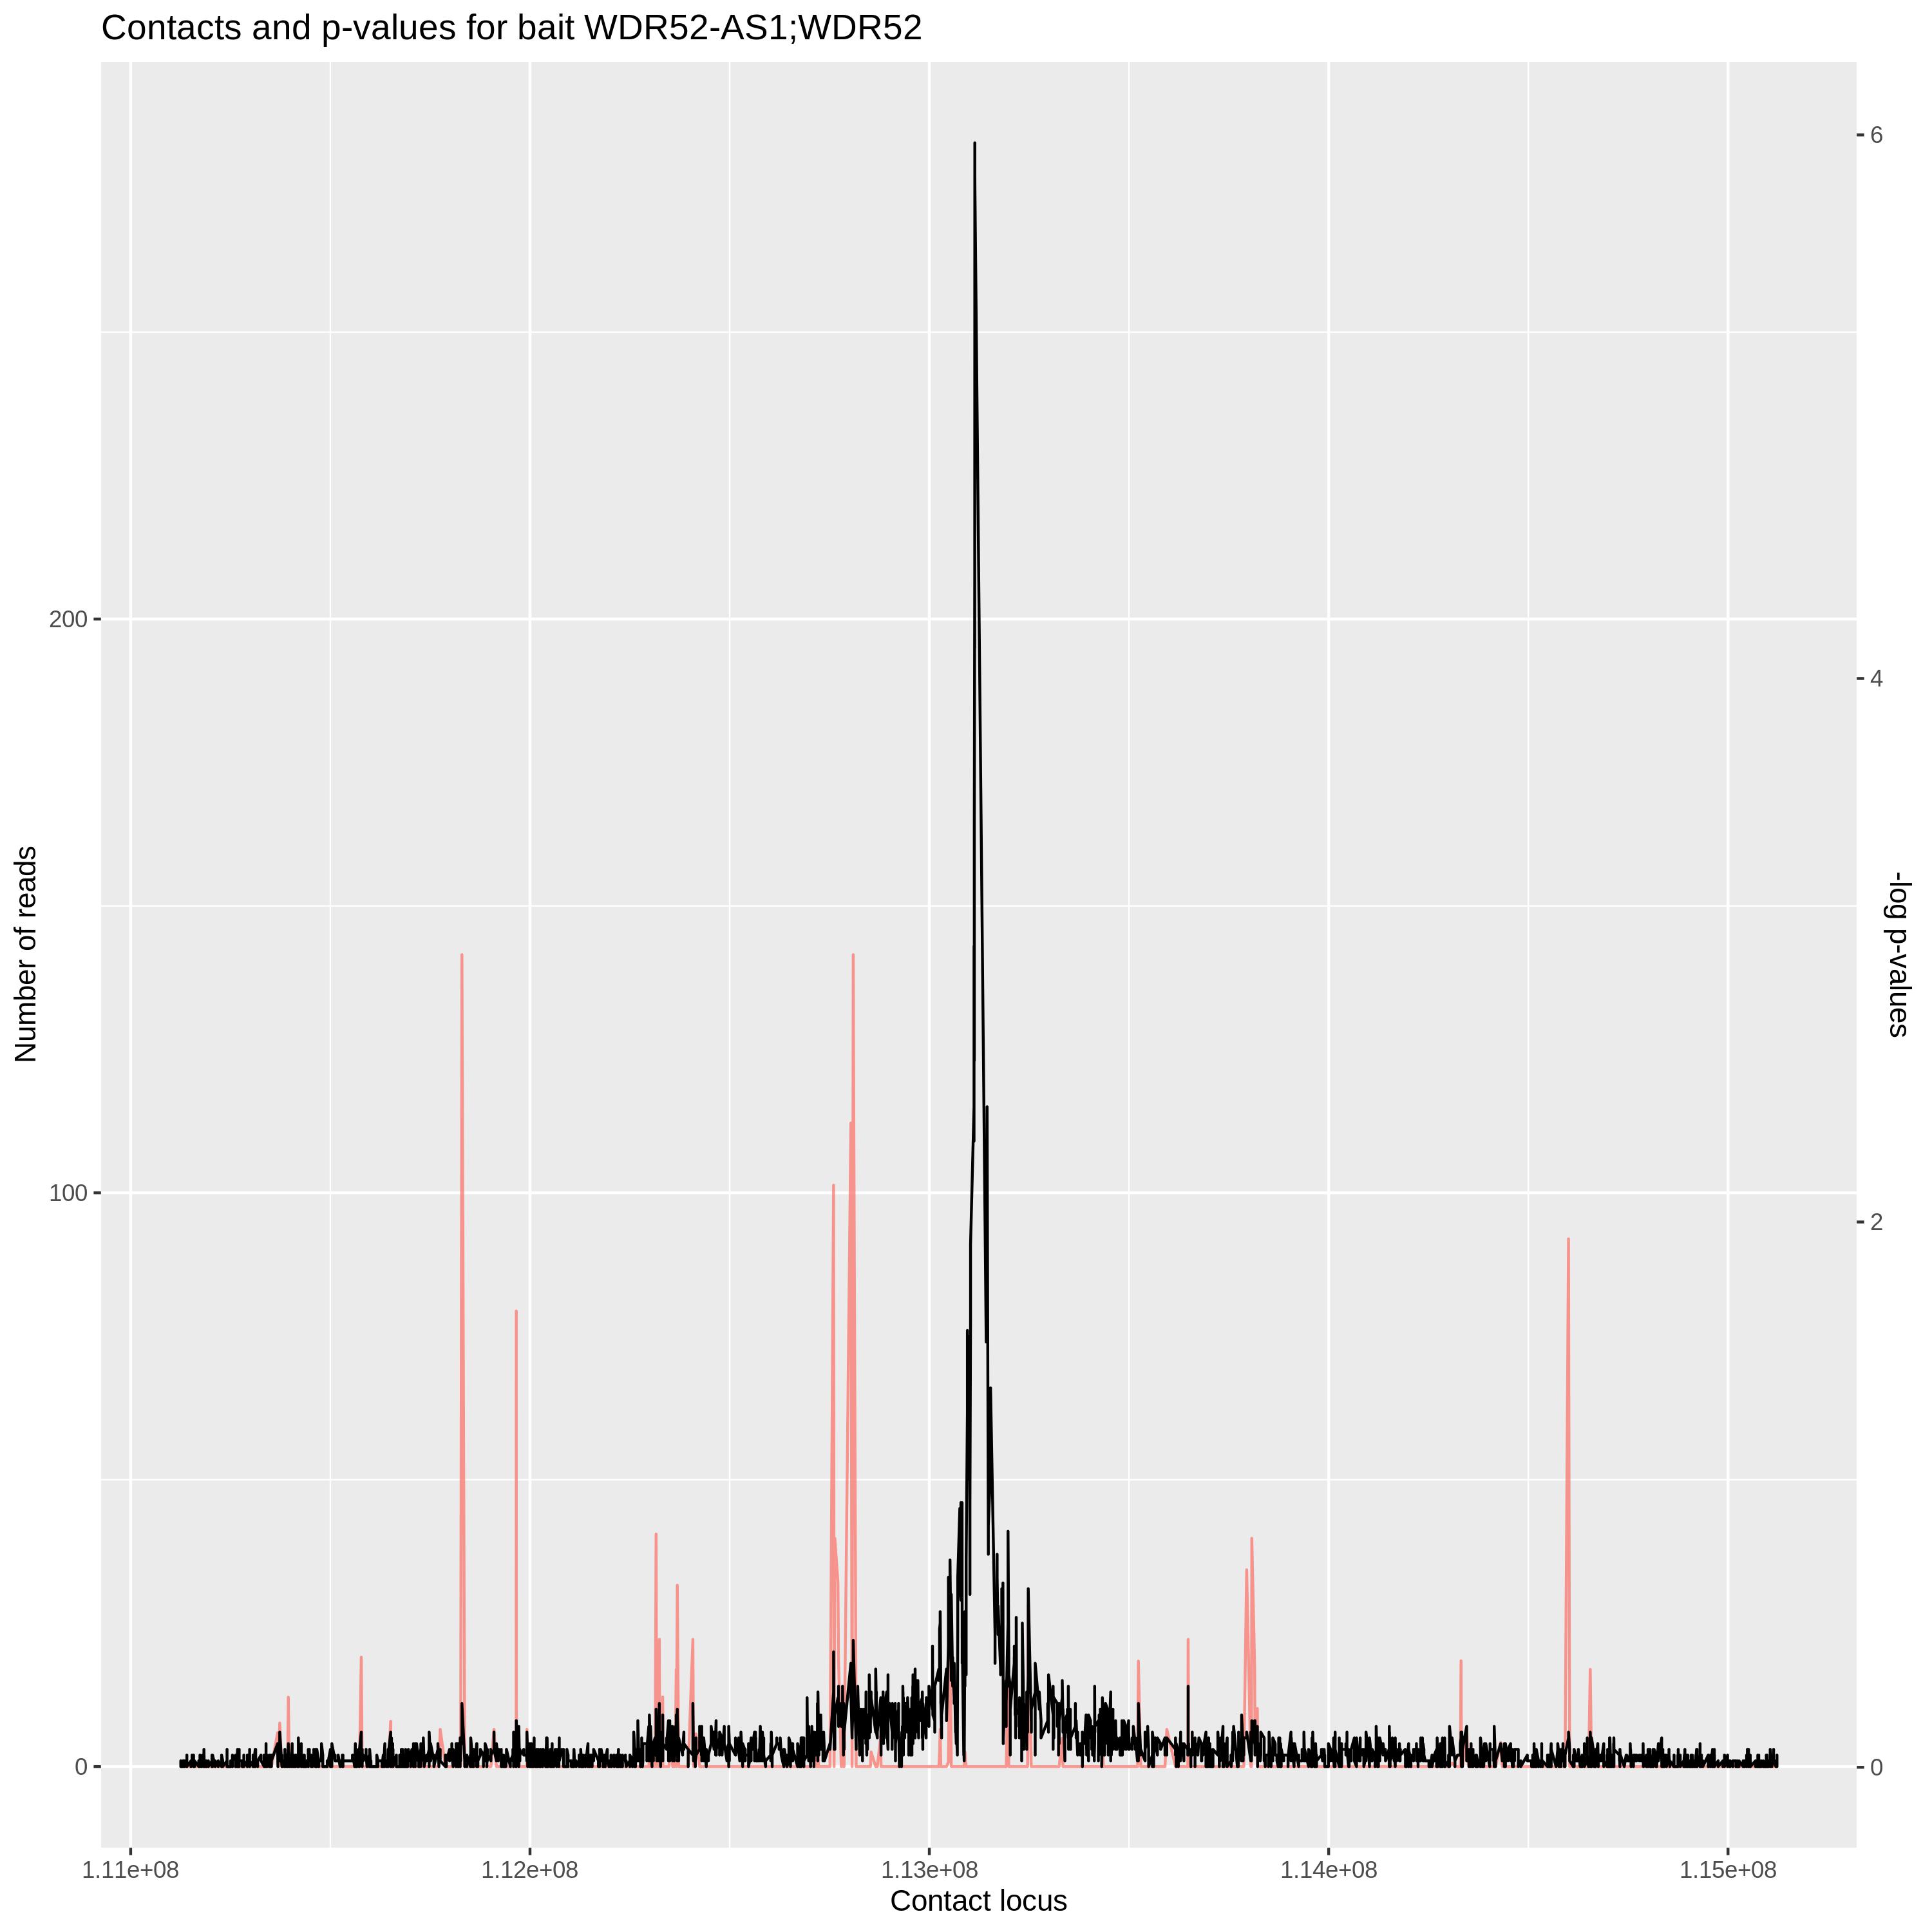 Contacts and p-values for bait WDR52-AS1;WDR52
6
200
4
Number of reads
-log p-values
100
2
0
0
1.11e+08
1.12e+08
1.13e+08
1.14e+08
1.15e+08
Contact locus